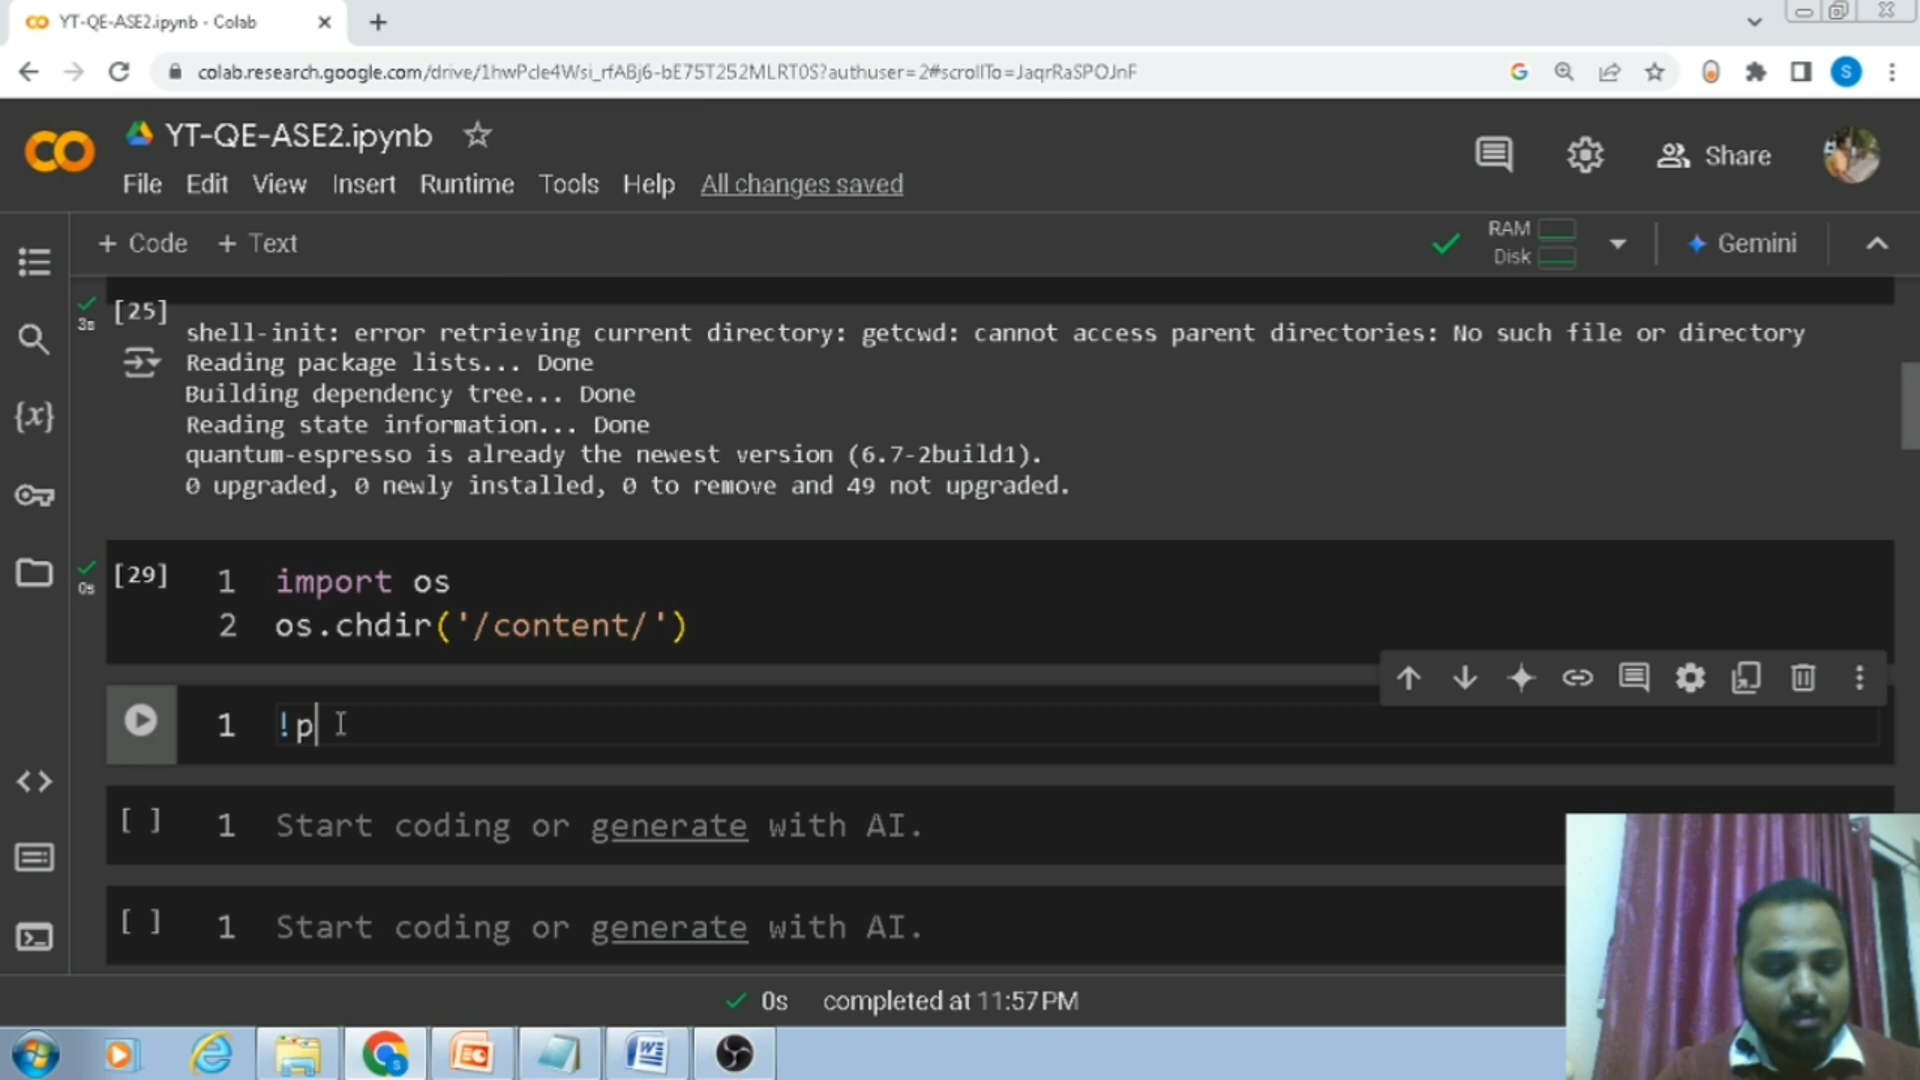 YT-QE-ASE2.ipynb - Colab
colab.research.google.com/drive/1hwPcIe4Wsi_rfABj6-bE75T252MLRT0S?authuser=2#scrollTo=JaqrRaSPOJnF
S
YT-QE-ASE2.ipynb
Share
File Edit View Insert Runtime Tools Help All changes saved
+ Code + Text
RAM
Disk
Gemini
[25]
3s
shell-init: error retrieving current directory: getcwd: cannot access parent directories: No such file or directory
Reading package lists... Done
Building dependency tree... Done
Reading state information... Done
quantum-espresso is already the newest version (6.7-2build1).
0 upgraded, 0 newly installed, 0 to remove and 49 not upgraded.
[29] 1 import os
0s
2 os.chdir('/content/')
1 !p
[ ] 1 Start coding or generate with AI.
[ ] 1 Start coding or generate with AI.
0s completed at 11:57 PM